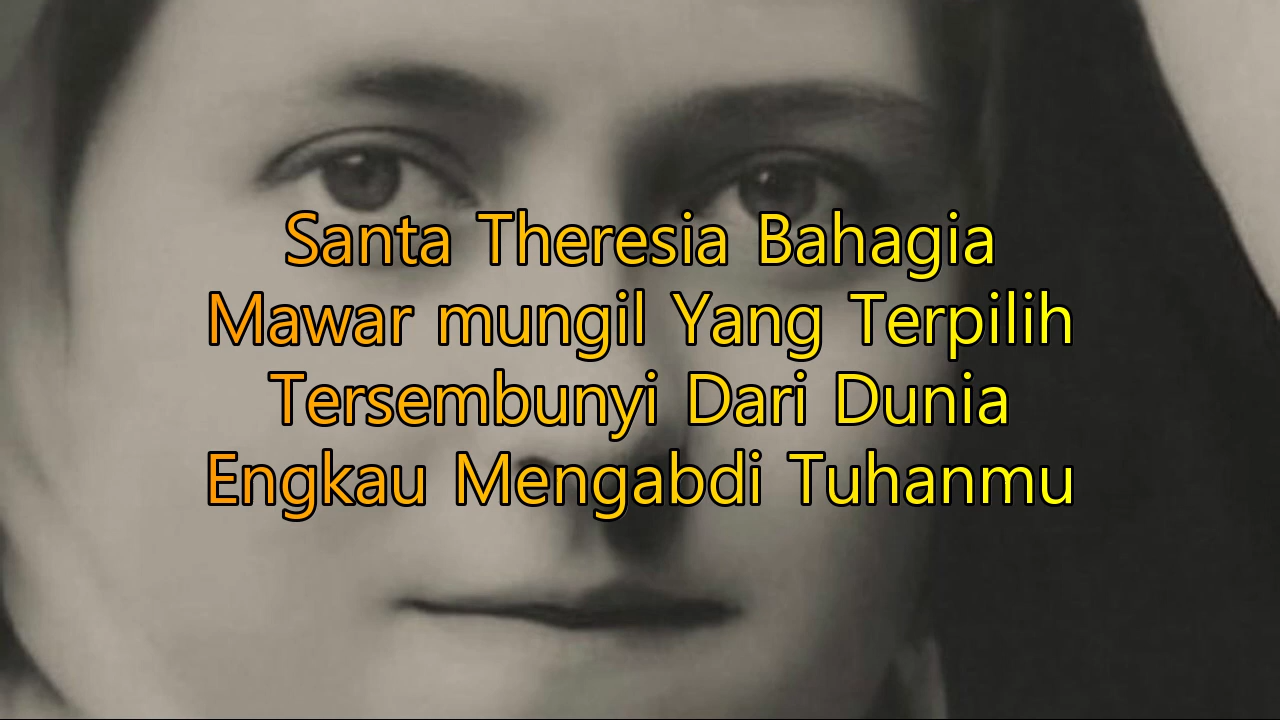 Santa Theresia Bahagia
Mawar mungil Yang Terpilih
Tersembunyi Dari Dunia
Engkau Mengabdi Tuhanmu